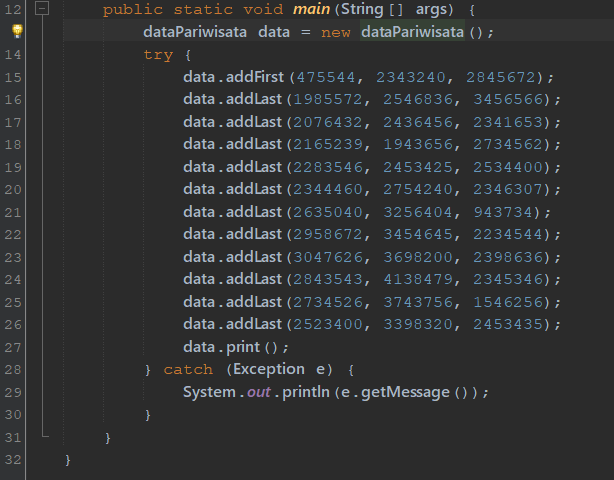 12 public static void main(String[] args) {
dataPariwisata data = new dataPariwisata();
14 try {
15 data.addFirst(475544, 2343240, 2845672);
16 data.addLast(1985572, 2546836, 3456566);
17 data.addLast(2076432, 2436456, 2341653);
18 data.addLast(2165239, 1943656, 2734562);
19 data.addLast(2283546, 2453425, 2534400);
20 data.addLast(2344460, 2754240, 2346307);
21 data.addLast(2635040, 3256404, 943734);
22 data.addLast(2958672, 3454645, 2234544);
23 data.addLast(3047626, 3698200, 2398636);
24 data.addLast(2843543, 4138479, 2345346);
25 data.addLast(2734526, 3743756, 1546256);
26 data.addLast(2523400, 3398320, 2453435);
27 data.print();
28 } catch (Exception e) {
29 System.out.println(e.getMessage());
30 }
31 }
32 }